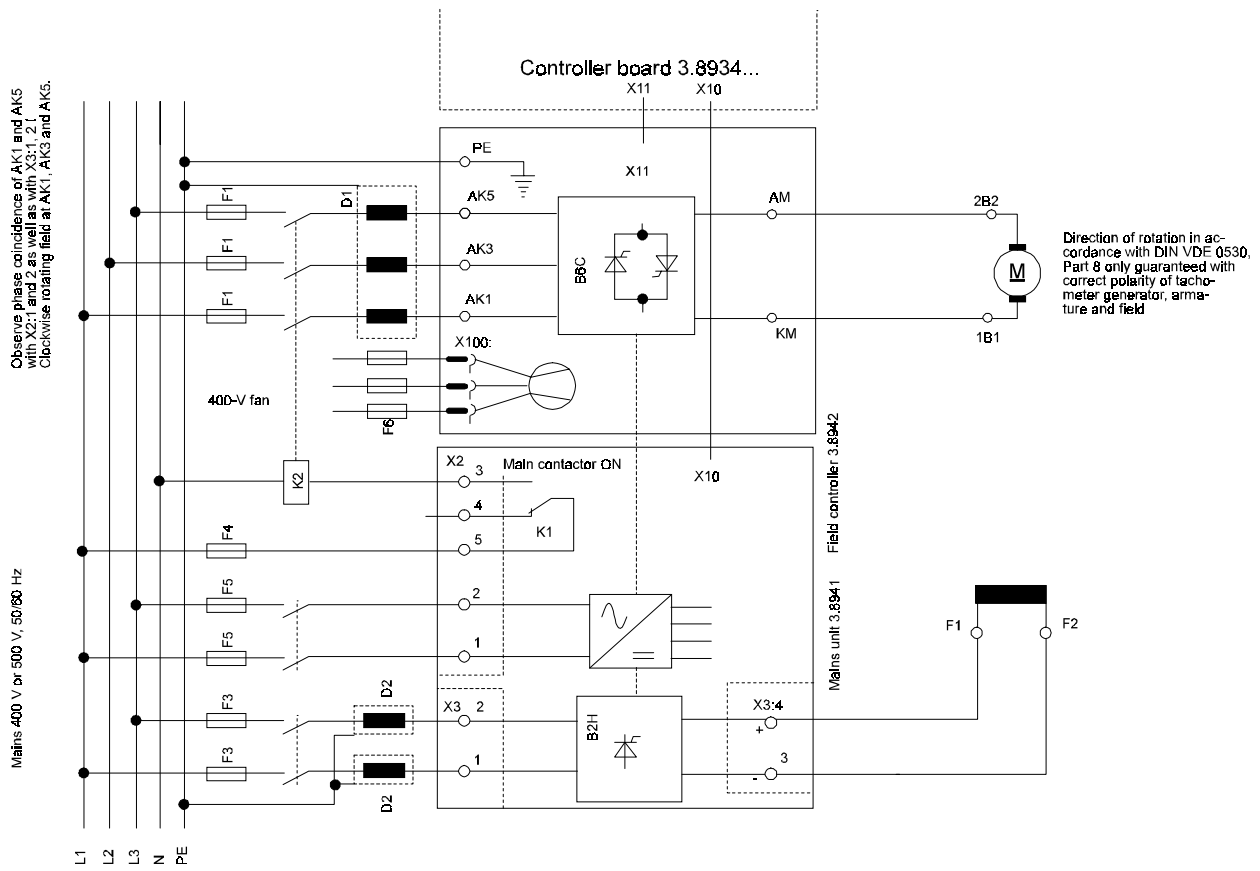 Controller board 3.8934...
X11
X10
Observe phase coincidence of AK1 and AK5
with X2:1 and 2 as well as with X3:1, 2 !
Clockwise rotating field at AK1, AK3 and AK5.
PE
X11
F1
D1
AK5
AM
2B2
F1
AK3
B6C
M
Direction of rotation in ac-
cordance with DIN VDE 0530,
Part 8 only guaranteed with
correct polarity of tacho-
meter generator, arma-
ture and field
F1
AK1
KM
1B1
X100:
400-V fan
F6
X2
Main contactor ON
X10
Field controller 3.8942
K2
3
4
K1
F4
5
Mains 400 V or 500 V, 50/60 Hz
F5
2
Mains unit 3.8941
F5
1
F1
F2
D2
F3
X3
2
B2H
X3:4
+
F3
1
3
-
D2
L1
L2
L3
N
PE